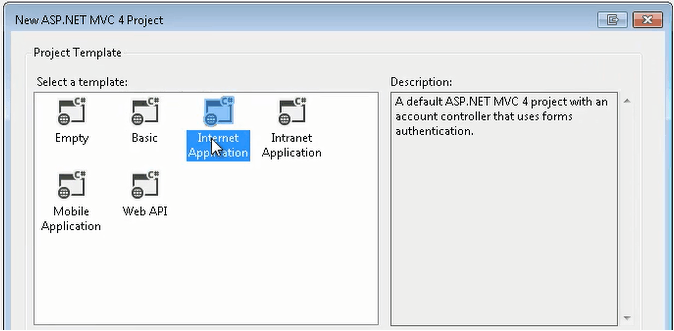 New ASP.NET MVC 4 Project
Project Template
Select a template:
Description:
C# C# C# C#
Empty Basic Internet Application Intranet Application
C# C#
Mobile Application Web API
A default ASP.NET MVC 4 project with an
account controller that uses forms
authentication.